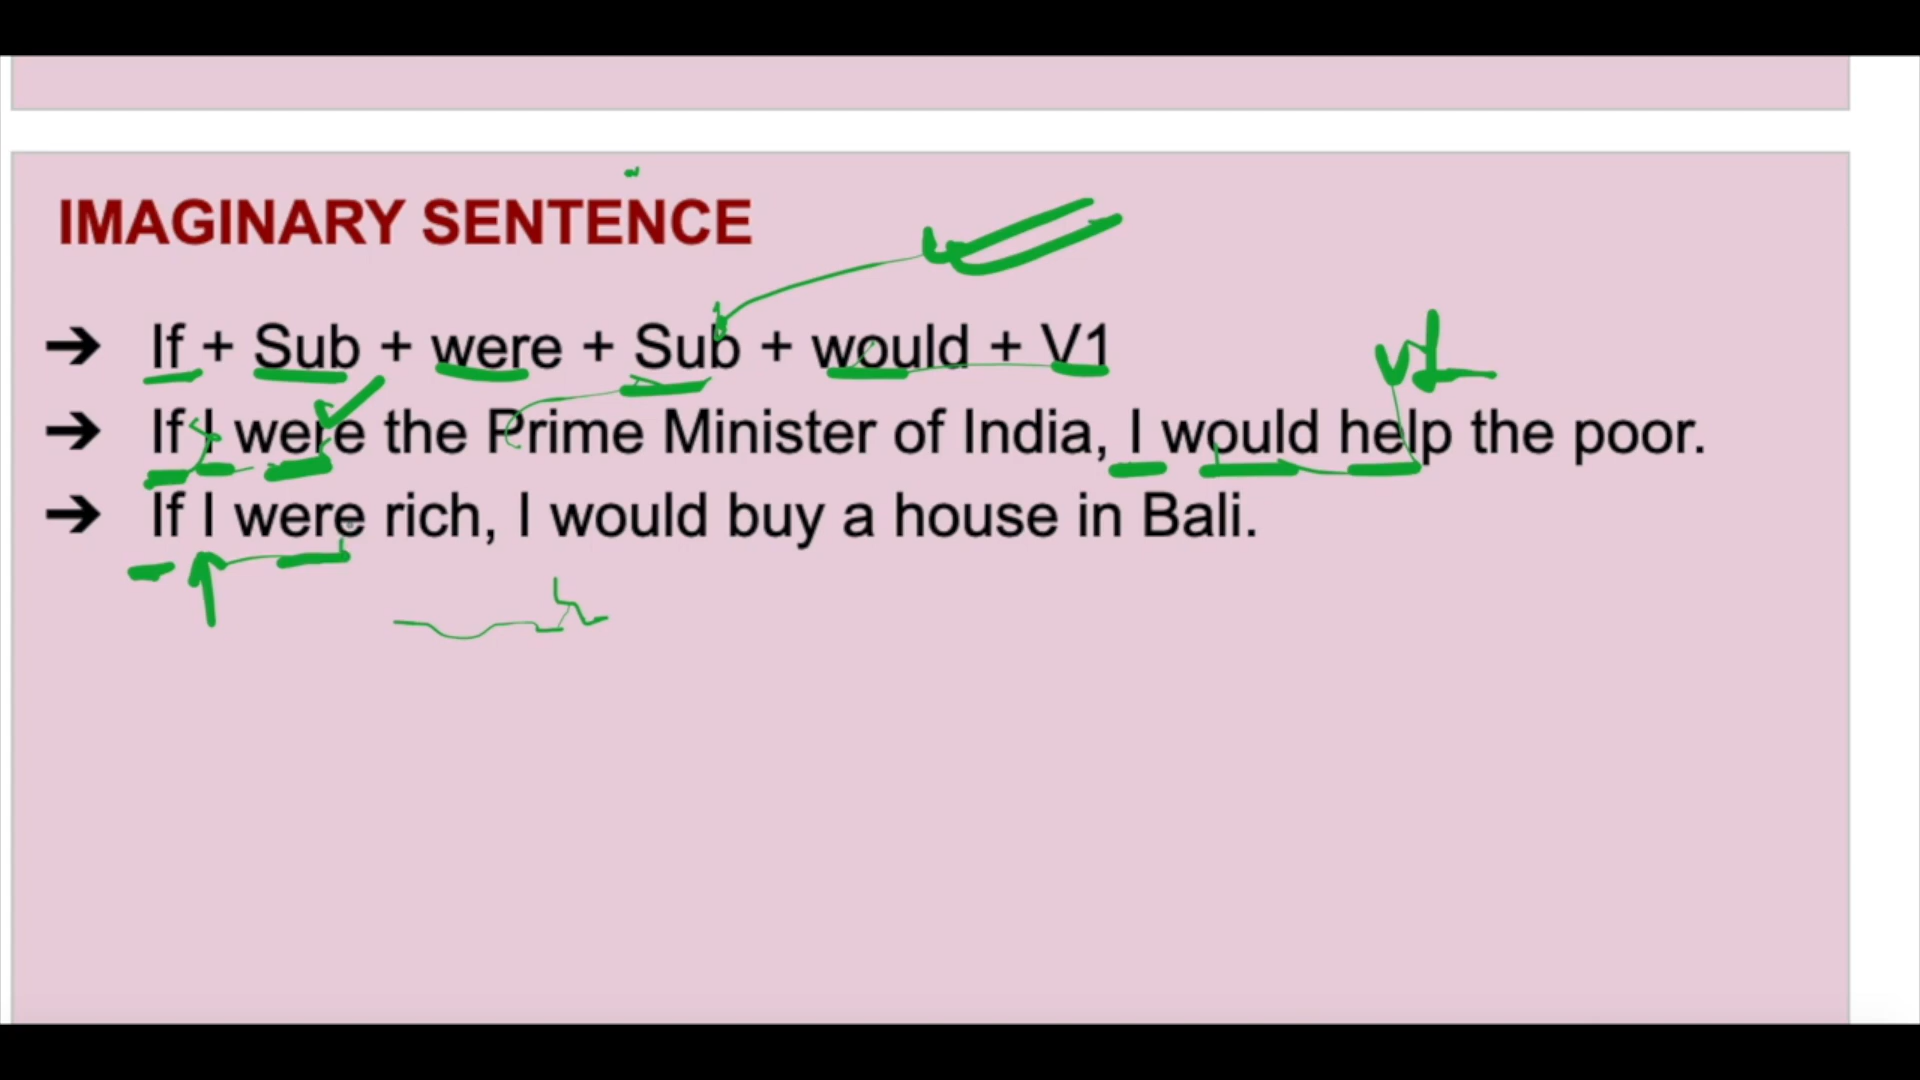 IMAGINARY SENTENCE
➔ If + Sub + were + Sub + would + V1
V1
➔ If I were the Prime Minister of India, I would help the poor.
➔ If I were rich, I would buy a house in Bali.